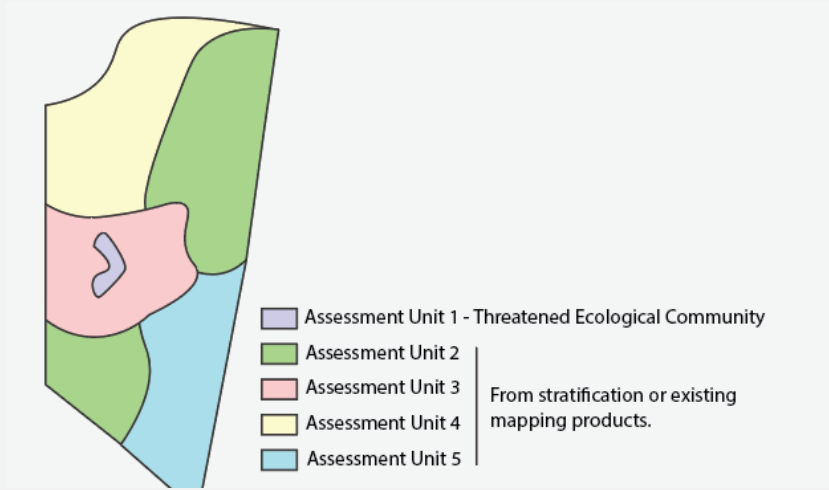 Assessment Unit 1 - Threatened Ecological Community
Assessment Unit 2
Assessment Unit 3
Assessment Unit 4
Assessment Unit 5
From stratification or existing
mapping products.